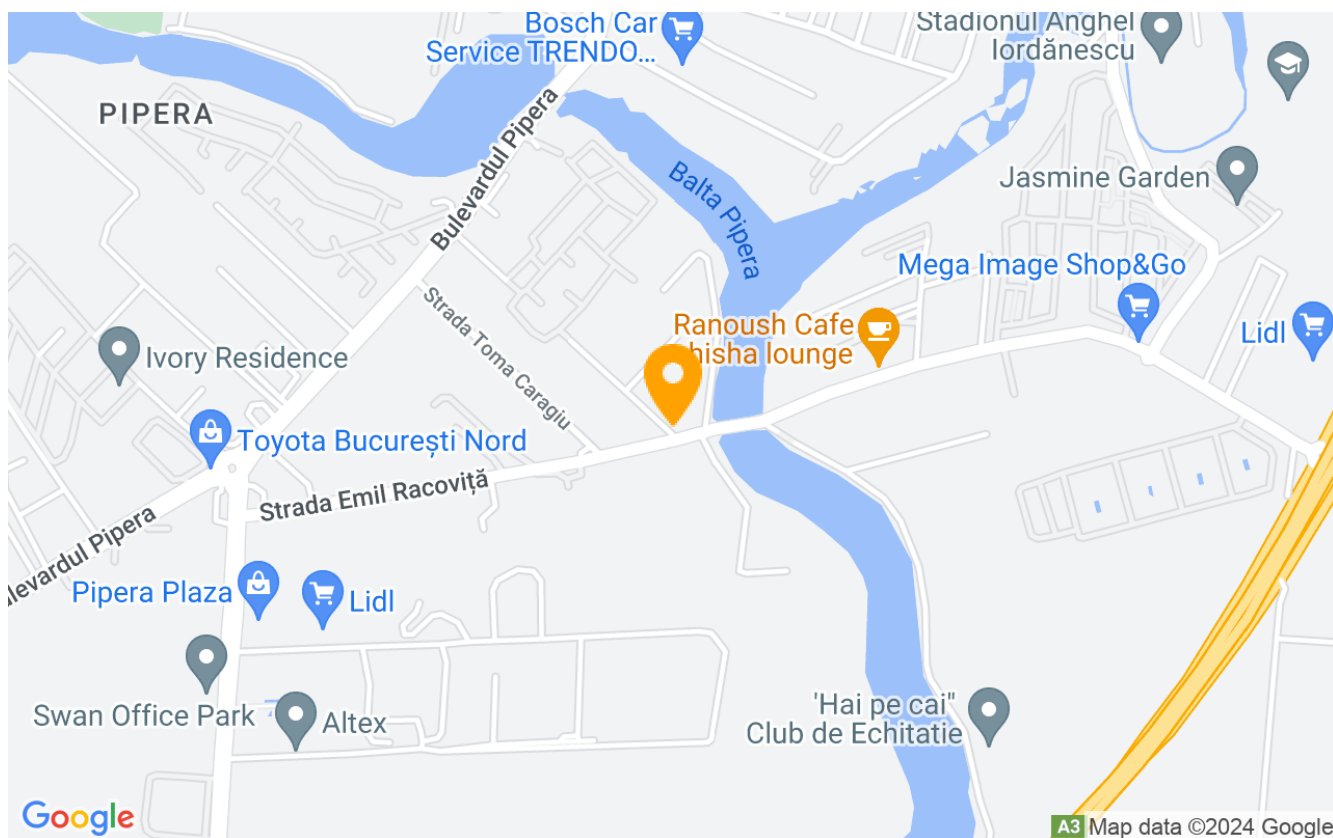 Bosch Car
Service TRENDO...
Stadionul Anghel
Iordănescu
PIPERA
Bulevardul Pipera
Balta Pipera
Jasmine Garden
Mega Image Shop&Go
Strada Toma Caragiu
Ranoush Cafe
hisha lounge
Lidl
Ivory Residence
Toyota București Nord
Strada Emil Racoviță
levardul Pipera
Pipera Plaza
Lidl
Swan Office Park
Altex
'Hai pe cai"
Club de Echitatie
Google
A3 Map data ©2024 Google